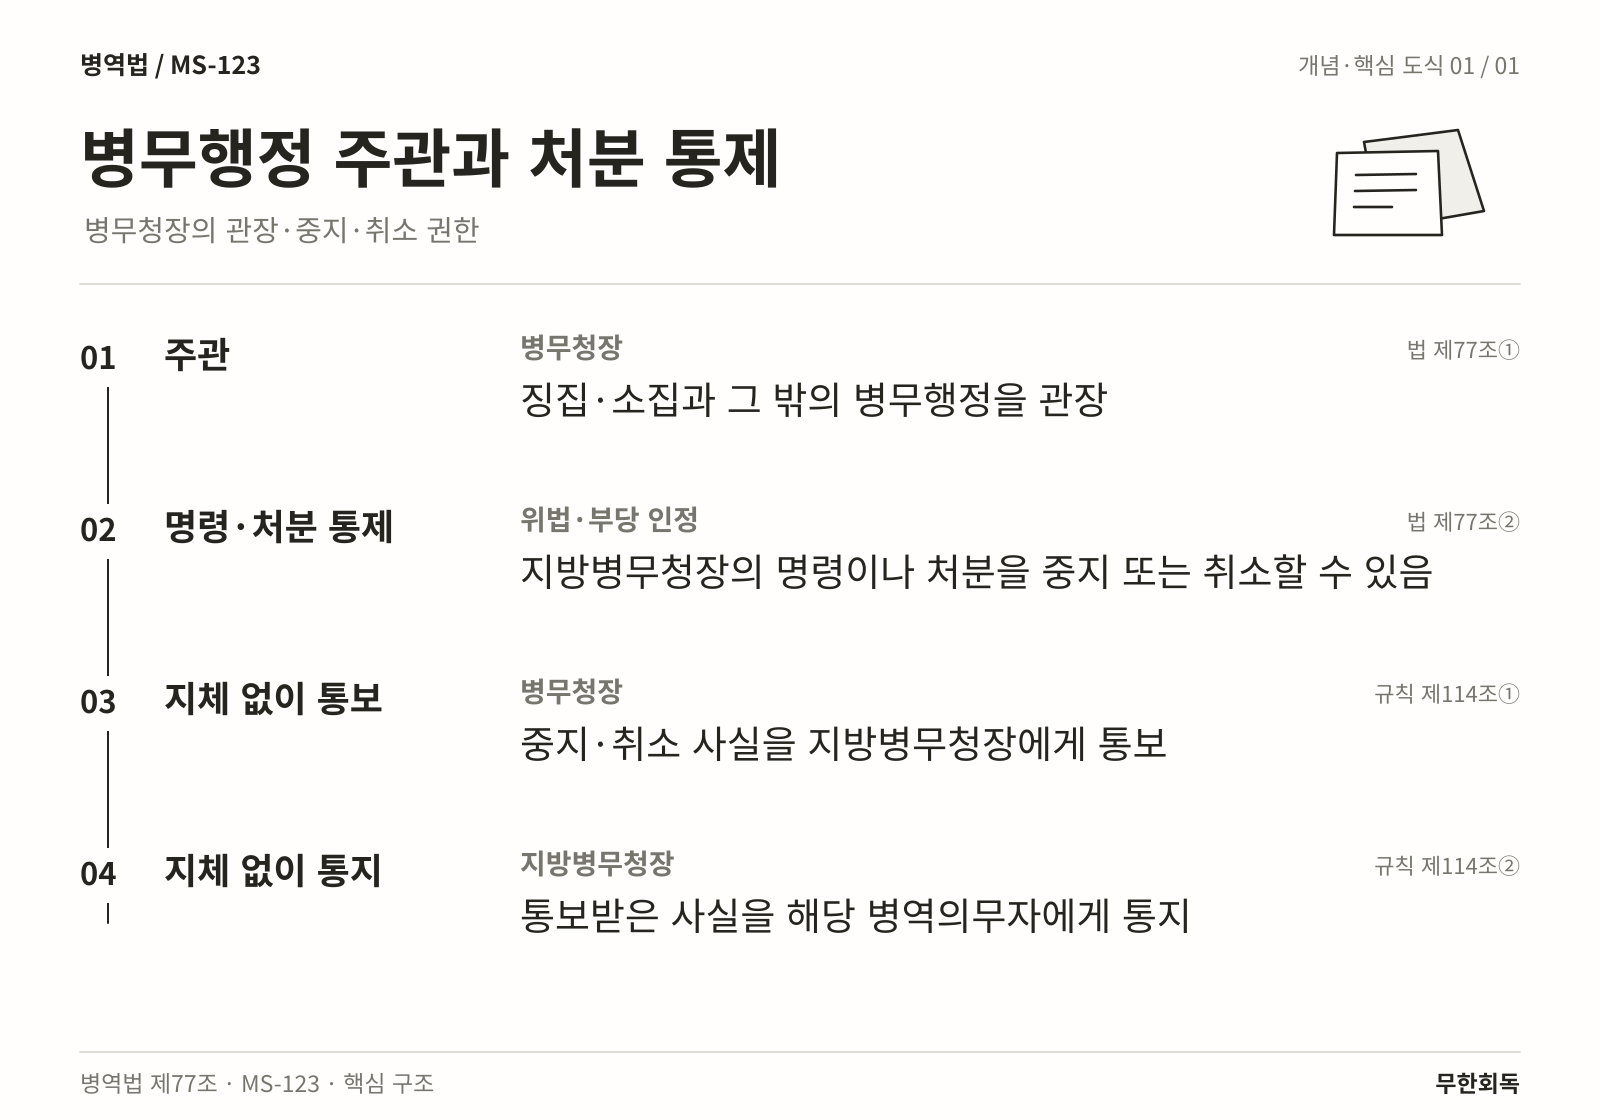 병역법 / MS-123
개념·핵심 도식 01 / 01
병무행정 주관과 처분 통제
병무청장의 관장·중지·취소 권한
01 주관
병무청장
법 제77조①
징집·소집과 그 밖의 병무행정을 관장
02 명령·처분 통제
위법·부당 인정
법 제77조②
지방병무청장의 명령이나 처분을 중지 또는 취소할 수 있음
03 지체 없이 통보
병무청장
규칙 제114조①
중지·취소 사실을 지방병무청장에게 통보
04 지체 없이 통지
지방병무청장
규칙 제114조②
통보받은 사실을 해당 병역의무자에게 통지
병역법 제77조 · MS-123 · 핵심 구조
무한회독